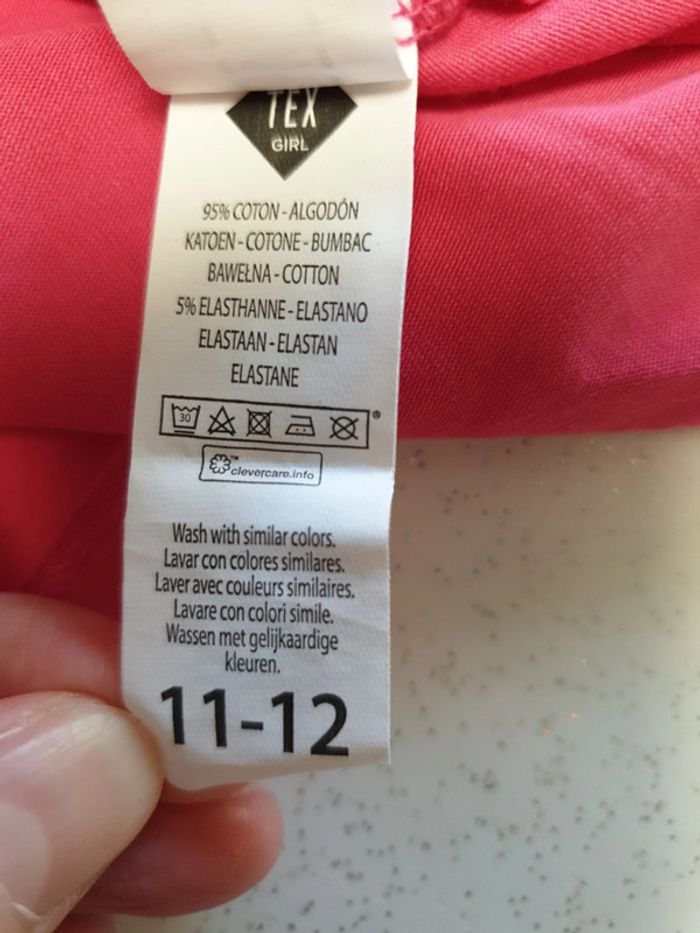 TEX
GIRL
95% COTON - ALGODÓN
KATOEN - COTONE - BUMBAC
BAWEŁNA - COTTON
5% ELASTHANNE - ELASTANO
ELASTAAN - ELASTAN
ELASTANE
30
®
clevercare.info™
Wash with similar colors.
Lavar con colores similares.
Laver avec couleurs similaires.
Lavare con colori simile.
Wassen met gelijkaardige
kleuren.
11-12